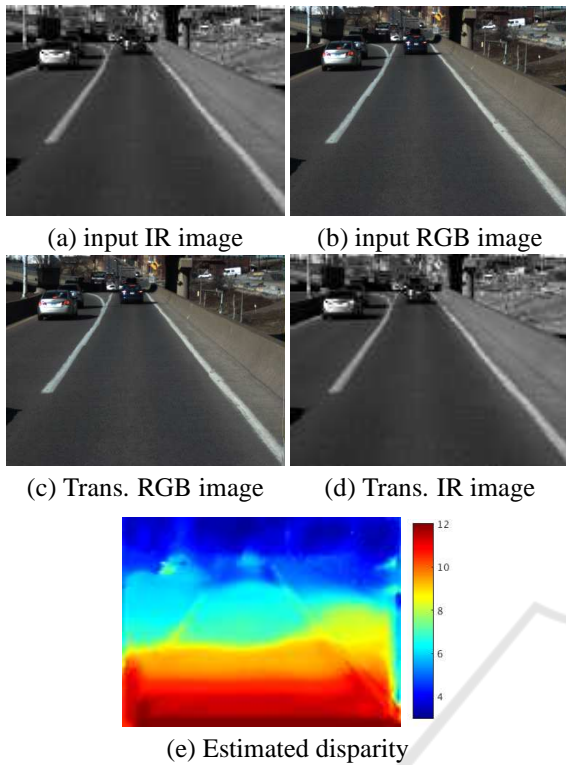 (a) input IR image (b) input RGB image
(c) Trans. RGB image (d) Trans. IR image
12
10
8
6
4
(e) Estimated disparity